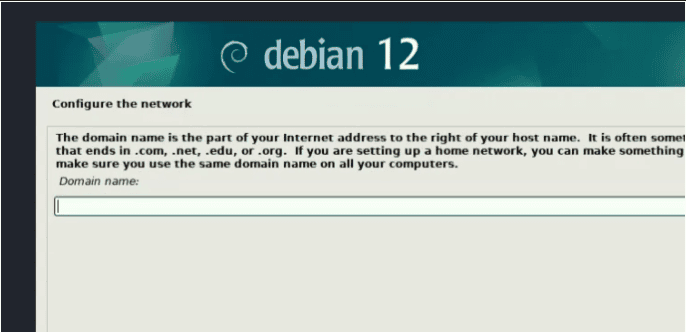 debian 12
Configure the network
The domain name is the part of your Internet address to the right of your host name. It is often
that ends in .com, .net, .edu, or .org. If you are setting up a home network, you can make something
make sure you use the same domain name on all your computers.
Domain name: